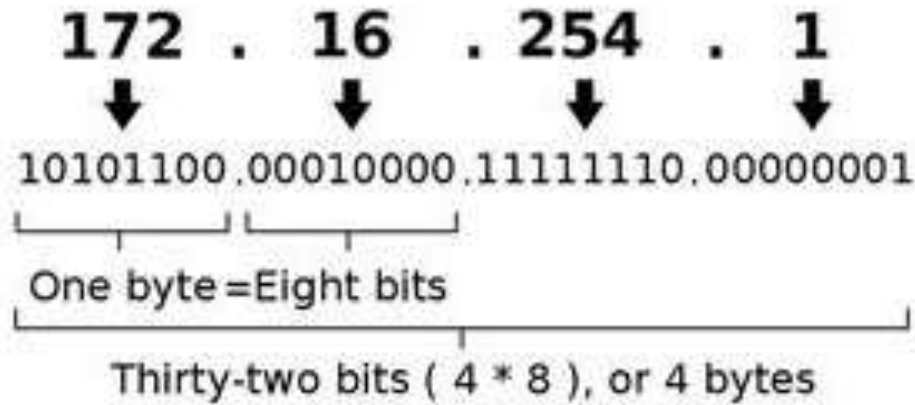 172 . 16 . 254 . 1
10101100.00010000.11111110.00000001
One byte=Eight bits
Thirty-two bits ( 4 * 8 ), or 4 bytes